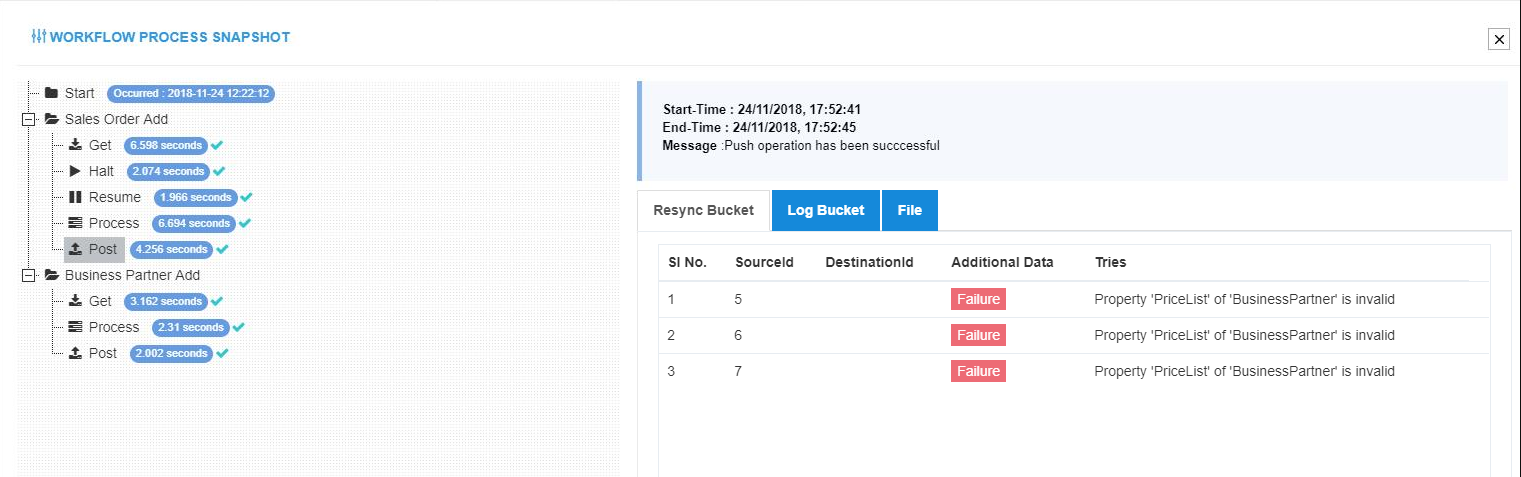 WORKFLOW PROCESS SNAPSHOT
Start Occurred : 2018-11-24 12:22:12
Sales Order Add
Get 6.598 seconds
Halt 2.074 seconds
Resume 1.966 seconds
Process 6.694 seconds
Post 4.256 seconds
Business Partner Add
Get 3.162 seconds
Process 2.31 seconds
Post 2.002 seconds
Start-Time : 24/11/2018, 17:52:41
End-Time : 24/11/2018, 17:52:45
Message :Push operation has been succcessful
Resync Bucket Log Bucket File
Sl No. SourceId DestinationId Additional Data Tries
1 5 Failure Property 'PriceList' of 'BusinessPartner' is invalid
2 6 Failure Property 'PriceList' of 'BusinessPartner' is invalid
3 7 Failure Property 'PriceList' of 'BusinessPartner' is invalid